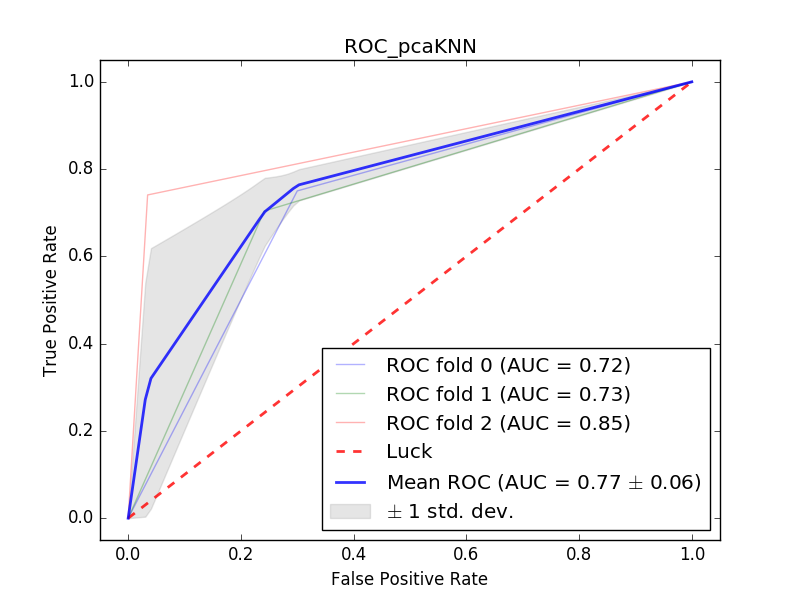 ROC_pcaKNN
True Positive Rate
1.0
0.8
0.6
0.4
0.2
0.0
ROC fold 0 (AUC = 0.72)
ROC fold 1 (AUC = 0.73)
ROC fold 2 (AUC = 0.85)
Luck
Mean ROC (AUC = 0.77 ± 0.06)
± 1 std. dev.
0.0 0.2 0.4 0.6 0.8 1.0
False Positive Rate